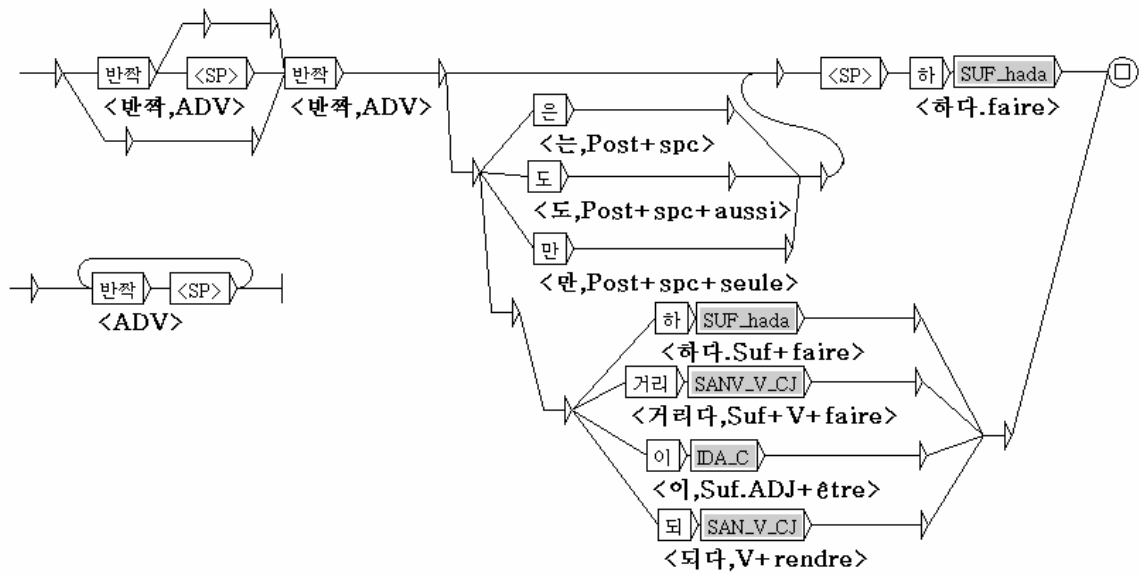 반짝 <SP> 반짝 <SP> 하 SUF_hada
<반짝,ADV> <반짝,ADV> <하다.faire>
은
<는,Post+spc>
도
<도,Post+spc+aussi>
만
<만,Post+spc+seule>
반짝 <SP>
<ADV>
하 SUF_hada
<하다.Suf+faire>
거리 SANV_V_CJ
<거리다,Suf+V+faire>
이 IDA_C
<이,Suf.ADJ+être>
되 SAN_V_CJ
<되다,V+rendre>